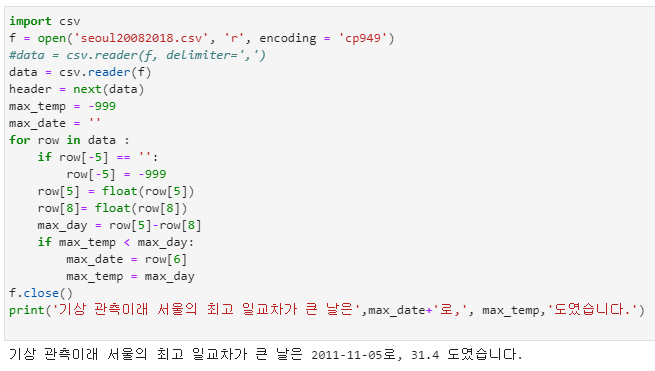 import csv
f = open('seoul20082018.csv', 'r', encoding = 'cp949')
#data = csv.reader(f, delimiter=',')
data = csv.reader(f)
header = next(data)
max_temp = -999
max_date = ''
for row in data :
    if row[-5] == '':
        row[-5] = -999
    row[5] = float(row[5])
    row[8]= float(row[8])
    max_day = row[5]-row[8]
    if max_temp < max_day:
        max_date = row[6]
        max_temp = max_day
f.close()
print('기상 관측이래 서울의 최고 일교차가 큰 날은',max_date+'로,', max_temp,'도였습니다.')
기상 관측이래 서울의 최고 일교차가 큰 날은 2011-11-05로, 31.4 도였습니다.